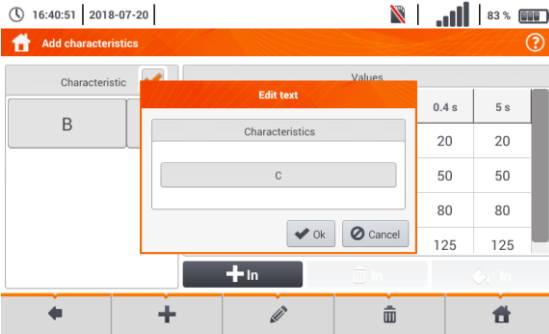 16:40:51 2018-07-20 83 %
Add characteristics ?
Characteristic Values
Edit text
0.4 s 5 s
Characteristics
B
20 20
C
50 50
80 80
Ok Cancel
125 125
In In In